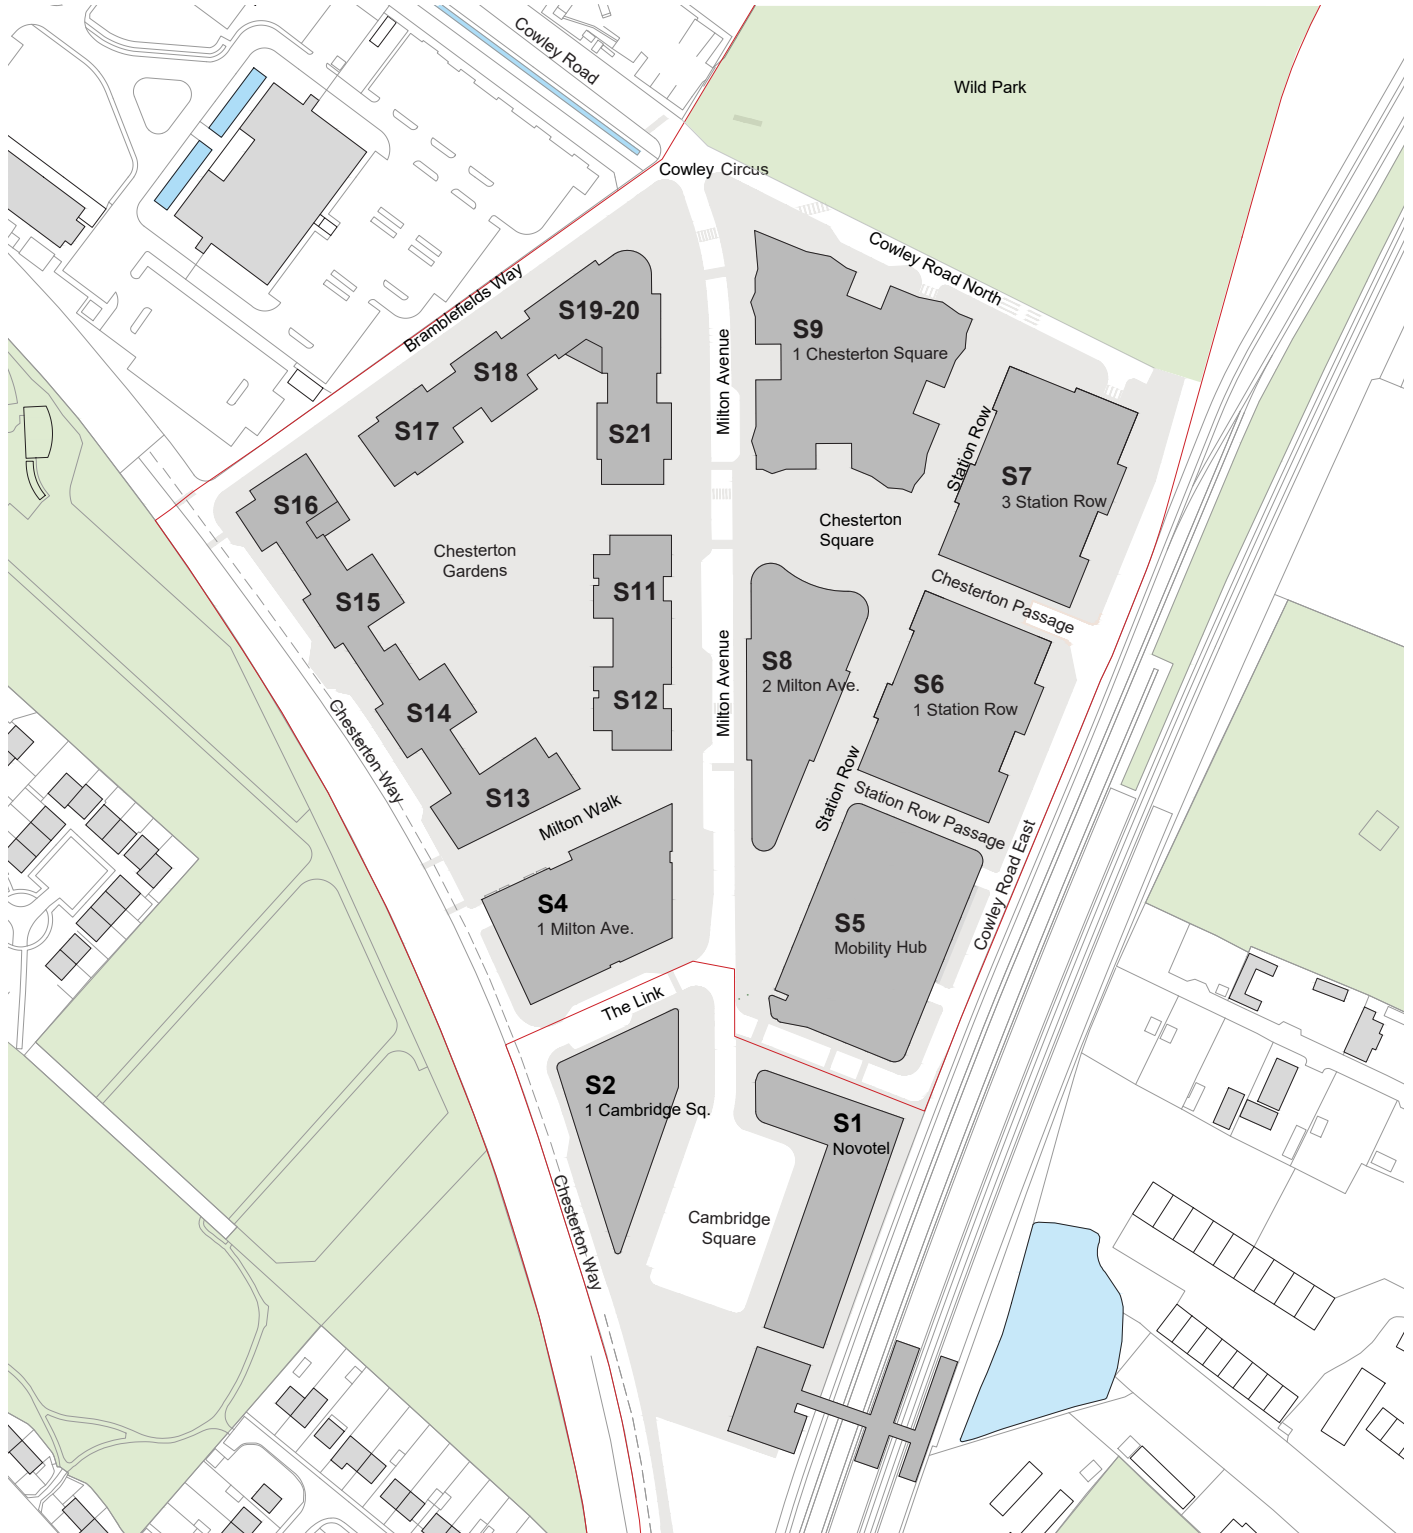 Cowley Road
Wild Park
Cowley Circus
Cowley Road North
Bramblefields Way
S19-20
S9
1 Chesterton Square
Milton Avenue
S18
S17
S21
Station Row
S7
3 Station Row
S16
Chesterton
Square
Chesterton
Gardens
Chesterton Passage
S11
S15
S8
2 Milton Ave.
Milton Avenue
S6
1 Station Row
S12
S14
Chesterton Way
Station Row
S13
Milton Walk
Station Row Passage
Cowley Road East
S4
1 Milton Ave.
S5
Mobility Hub
The Link
S2
1 Cambridge Sq.
S1
Novotel
Chesterton Way
Cambridge
Square